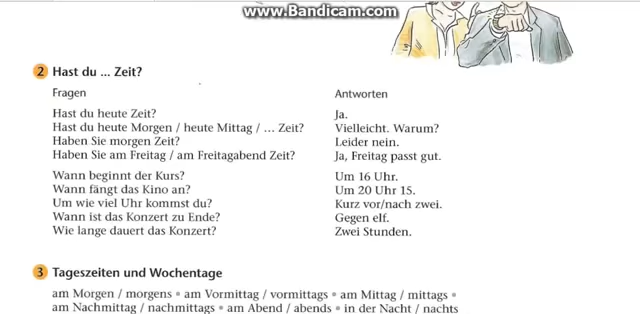 www.Bandicam.com
2 Hast du ... Zeit?
Fragen Antworten
Hast du heute Zeit? Ja.
Hast du heute Morgen / heute Mittag / ... Zeit? Vielleicht. Warum?
Haben Sie morgen Zeit? Leider nein.
Haben Sie am Freitag / am Freitagabend Zeit? Ja, Freitag passt gut.
Wann beginnt der Kurs? Um 16 Uhr.
Wann fängt das Kino an? Um 20 Uhr 15.
Um wie viel Uhr kommst du? Kurz vor/nach zwei.
Wann ist das Konzert zu Ende? Gegen elf.
Wie lange dauert das Konzert? Zwei Stunden.
3 Tageszeiten und Wochentage
am Morgen / morgens • am Vormittag / vormittags • am Mittag / mittags •
am Nachmittag / nachmittags • am Abend / abends • in der Nacht / nachts